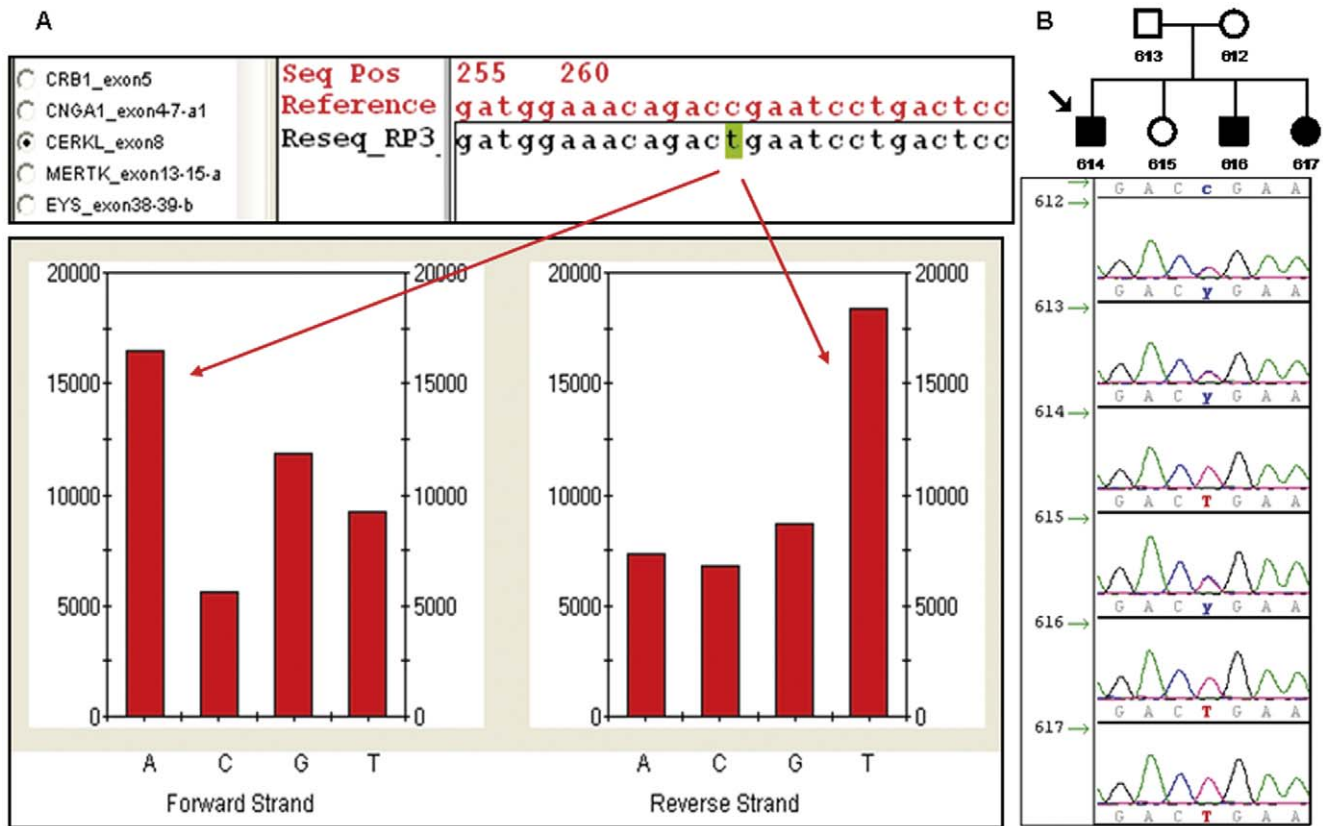 A
CRB1_exon5
CNGA1_exon4-7-a1
CERKL_exon8
MERTK_exon13-15-a
EYS_exon38-39-b
Seq Pos 255 260
Reference gatggaaacagaccgaatcctgactcc
Reseq_RP3_ gatggaaacagactgaatcctgactcc
20000 20000
15000 15000
10000 10000
5000 5000
0 0
A C G T
Forward Strand
20000 20000
15000 15000
10000 10000
5000 5000
0 0
A C G T
Reverse Strand
B
613 612
614 615 616 617
G A C c G A A
612
G A C y G A A
613
G A C y G A A
614
G A C T G A A
615
G A C y G A A
616
G A C T G A A
617
G A C T G A A